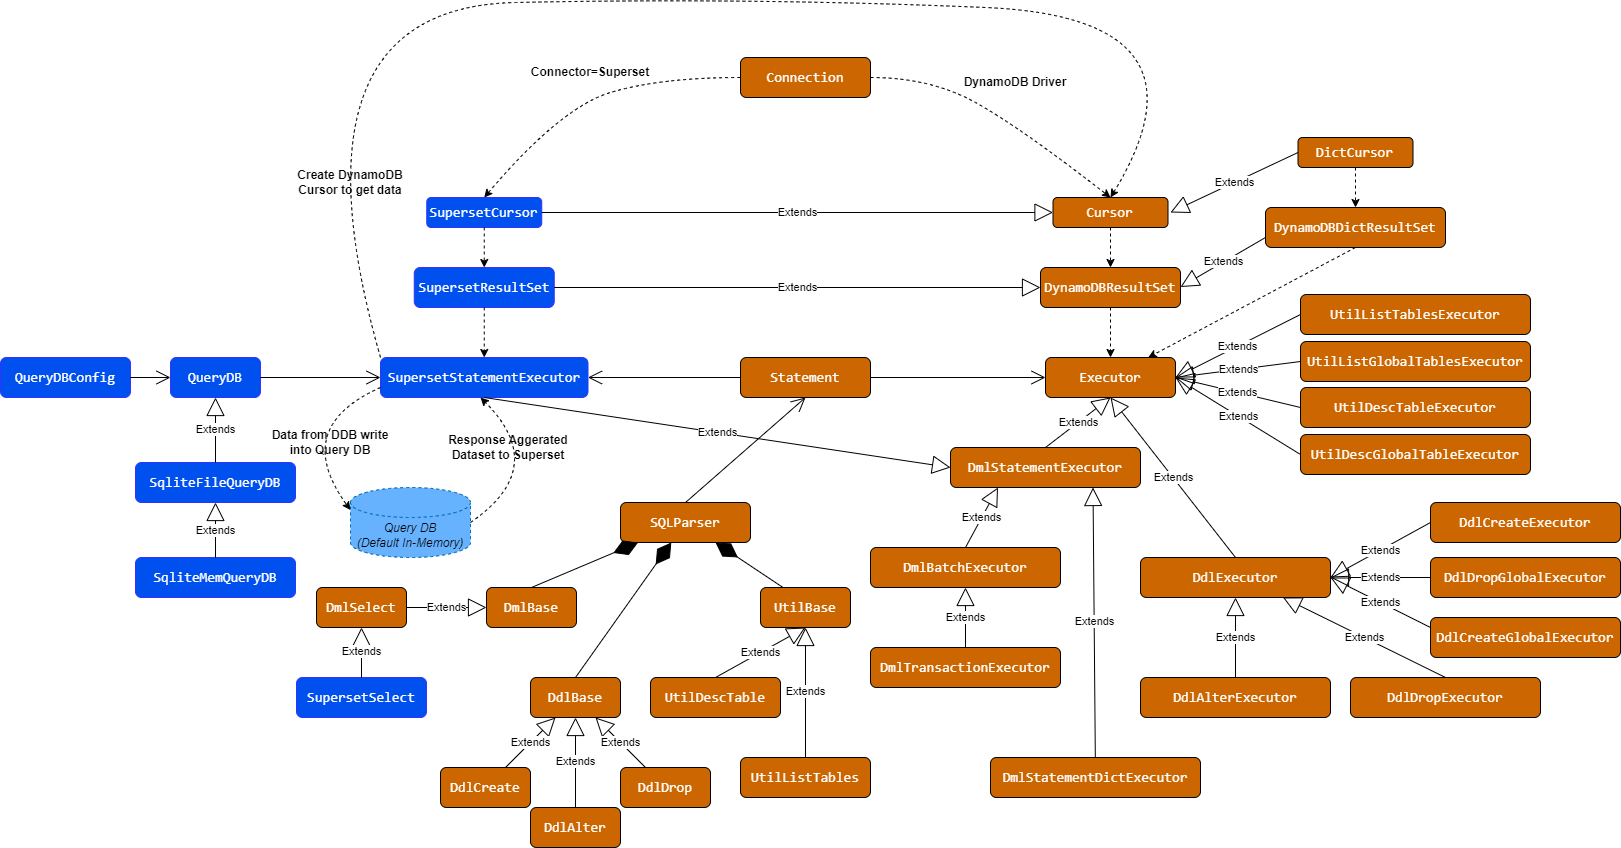 Connector=Superset
Connection
DynamoDB Driver
DictCursor
Create DynamoDB
Cursor to get data
Extends
SupersetCursor
Extends
Cursor
DynamoDBDictResultSet
Extends
SupersetResultSet
Extends
DynamoDBResultSet
UtilListTablesExecutor
Extends
UtilListGlobalTablesExecutor
Extends
QueryDBConfig
QueryDB
SupersetStatementExecutor
Statement
Executor
Extends
UtilDescTableExecutor
Extends
UtilDescGlobalTableExecutor
Extends
Data from DDB write
into Query DB
Response Aggerated
Dataset to Superset
Extends
Extends
DmlStatementExecutor
Extends
SqliteFileQueryDB
Extends
Query DB
(Default In-Memory)
SQLParser
Extends
DdlCreateExecutor
Extends
SqliteMemQueryDB
DmlBatchExecutor
DdlExecutor
Extends
DdlDropGlobalExecutor
Extends
DmlSelect
Extends
DmlBase
UtilBase
Extends
Extends
Extends
Extends
Extends
DdlCreateGlobalExecutor
Extends
Extends
DmlTransactionExecutor
SupersetSelect
DdlBase
UtilDescTable
Extends
DdlAlterExecutor
DdlDropExecutor
Extends
Extends
Extends
DdlCreate
DdlDrop
UtilListTables
DmlStatementDictExecutor
DdlAlter